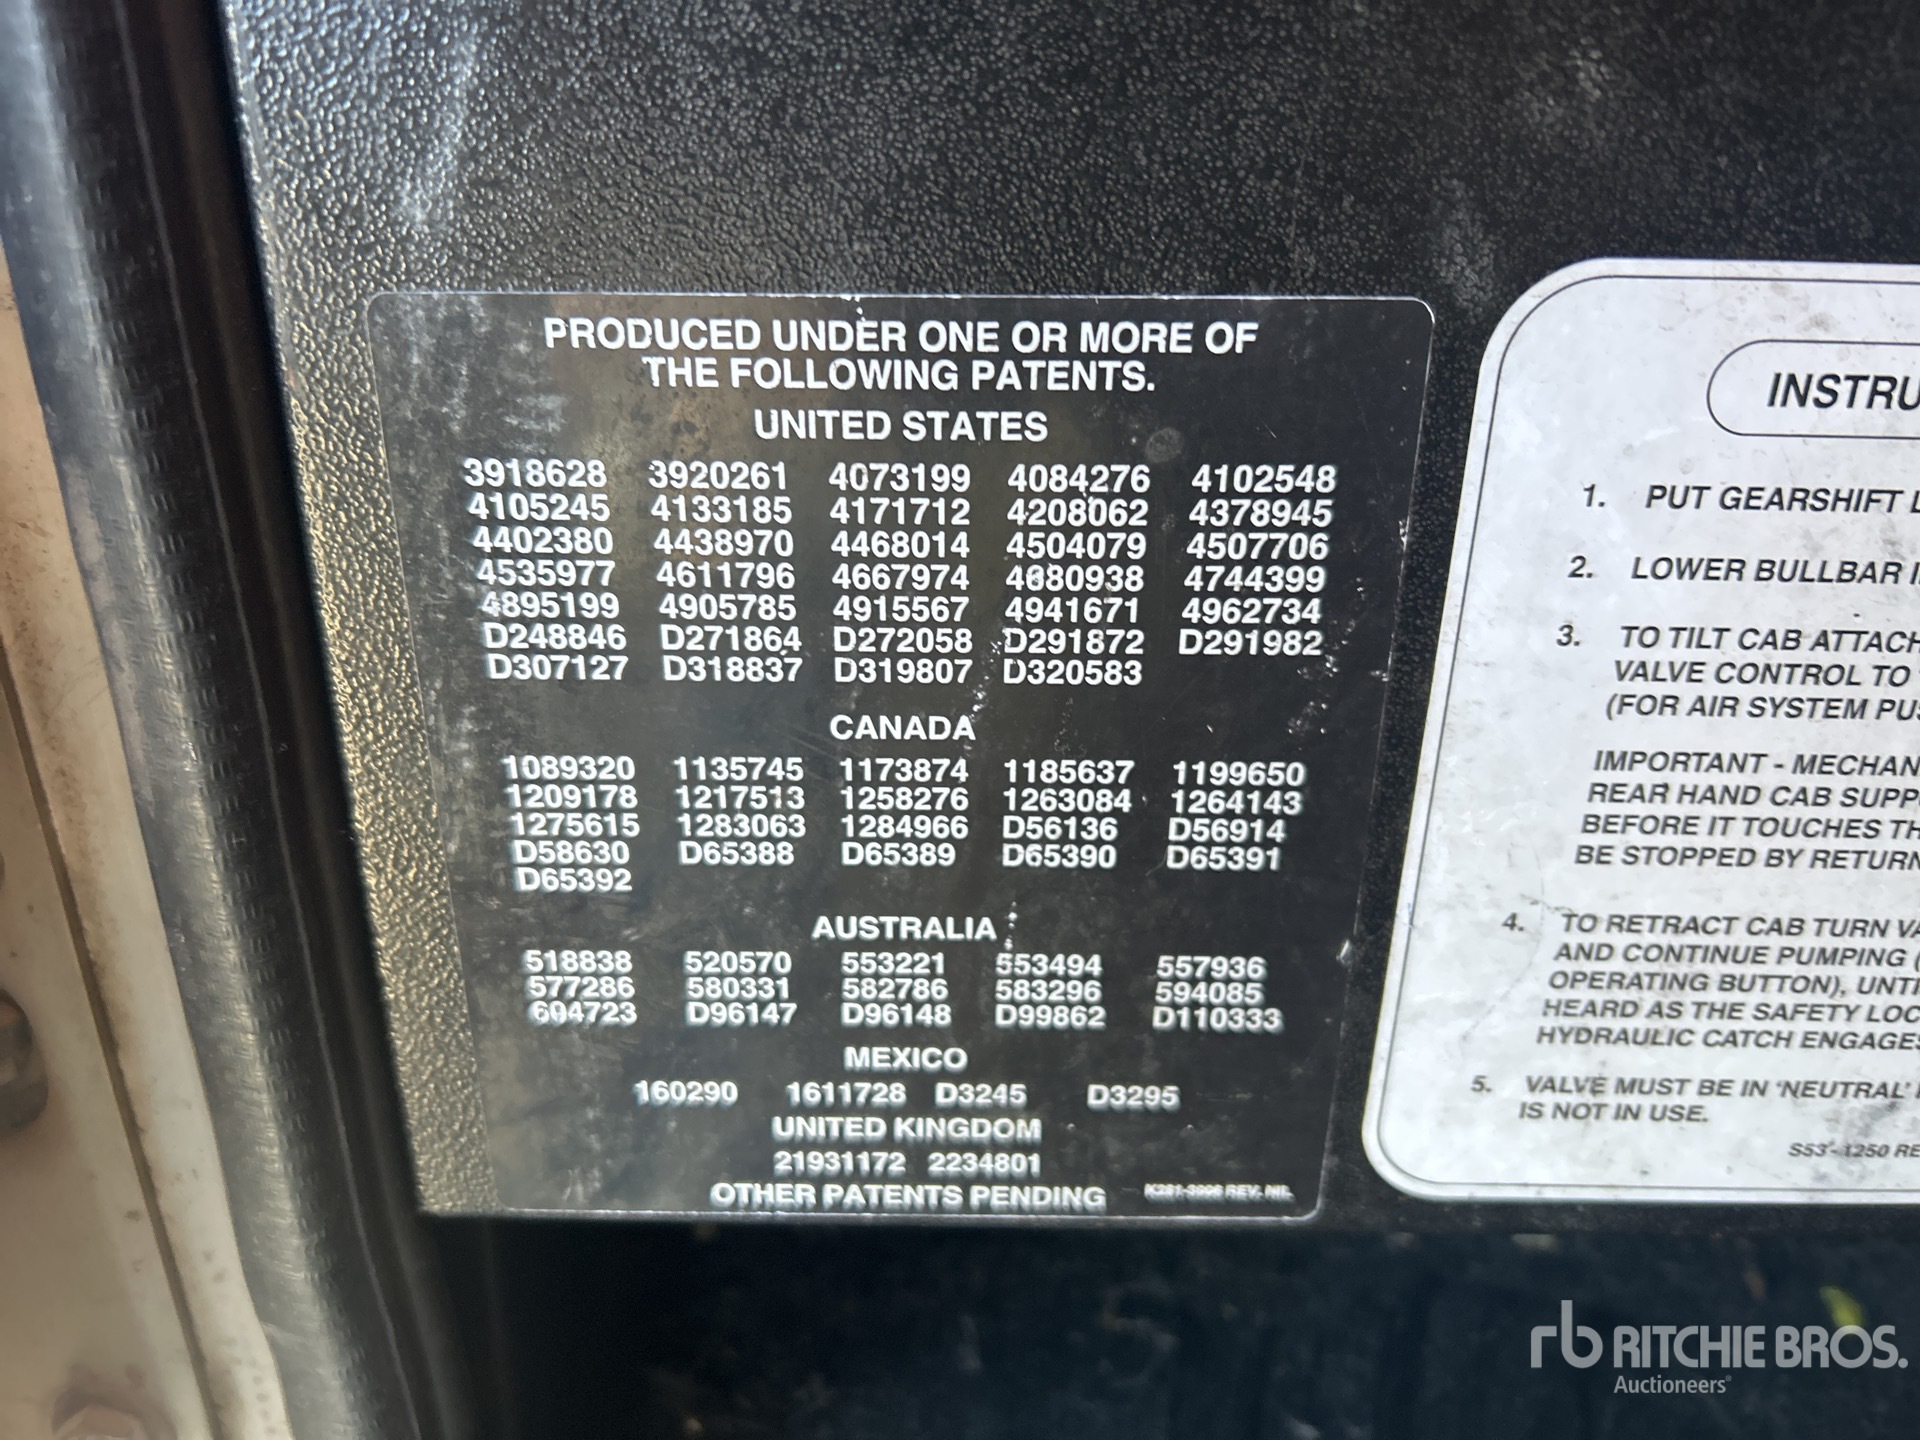 PRODUCED UNDER ONE OR MORE OF
THE FOLLOWING PATENTS.
UNITED STATES
3918628 3920261 4073199 4084276 4102548
4105245 4133185 4171712 4208062 4378945
4402380 4438970 4468014 4504079 4507706
4535977 4611796 4667974 4680938 4744399
4895199 4905785 4915567 4941671 4962734
D248846 D271864 D272058 D291872 D291982
D307127 D318837 D319807 D320583
CANADA
1089320 1135745 1173874 1185637 1199650
1209178 1217513 1258276 1263084 1264143
1275615 1283063 1284966 D56136 D56914
D58630 D65388 D65389 D65390 D65391
D65392
AUSTRALIA
518838 520570 553221 553494 557936
577286 580331 582786 583296 594085
604723 D96147 D96148 D99862 D110333
MEXICO
160290 1611728 D3245 D3295
UNITED KINGDOM
21931172 2234801
OTHER PATENTS PENDING REV. NIL
INSTRU
1. PUT GEARSHIFT L
2. LOWER BULLBAR
3. TO TILT CAB ATTACH
VALVE CONTROL TO
(FOR AIR SYSTEM PUS
IMPORTANT - MECHAN
REAR HAND CAB SUPP
BEFORE IT TOUCHES TH
BE STOPPED BY RETURN
4. TO RETRACT CAB TURN VA
AND CONTINUE PUMPING (
OPERATING BUTTON), UNTI
HEARD AS THE SAFETY LOC
HYDRAULIC CATCH ENGAGES
5. VALVE MUST BE IN 'NEUTRAL'
IS NOT IN USE.
S53-1250 RE
rb RITCHIE BROS.
Auctioneers